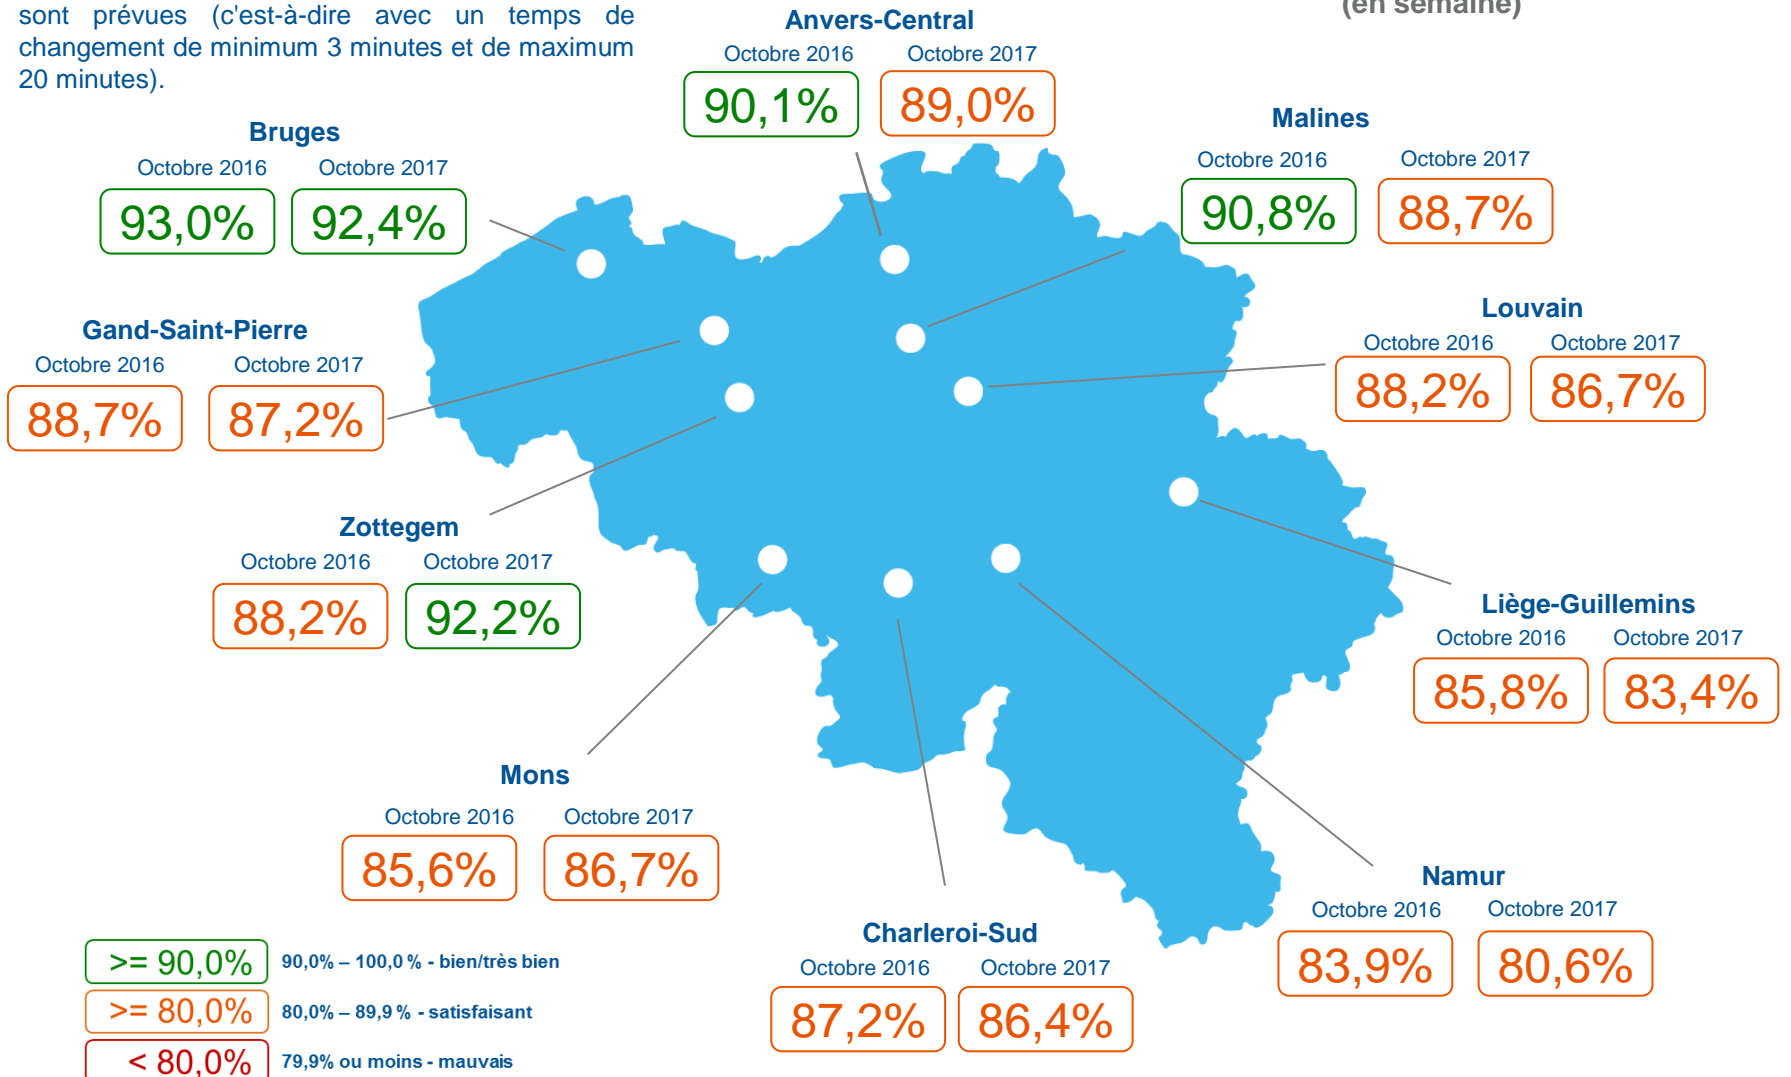 sont prévues (c'est-à-dire avec un temps de
changement de minimum 3 minutes et de maximum
20 minutes).
(en semaine)
Anvers-Central
Octobre 2016 Octobre 2017
90,1% 89,0%
Bruges
Octobre 2016 Octobre 2017
93,0% 92,4%
Malines
Octobre 2016 Octobre 2017
90,8% 88,7%
Gand-Saint-Pierre
Octobre 2016 Octobre 2017
88,7% 87,2%
Louvain
Octobre 2016 Octobre 2017
88,2% 86,7%
Zottegem
Octobre 2016 Octobre 2017
88,2% 92,2%
Liège-Guillemins
Octobre 2016 Octobre 2017
85,8% 83,4%
Mons
Octobre 2016 Octobre 2017
85,6% 86,7%
Namur
Octobre 2016 Octobre 2017
83,9% 80,6%
Charleroi-Sud
Octobre 2016 Octobre 2017
87,2% 86,4%
>= 90,0% 90,0% – 100,0 % - bien/très bien
>= 80,0% 80,0% – 89,9 % - satisfaisant
< 80,0% 79,9% ou moins - mauvais